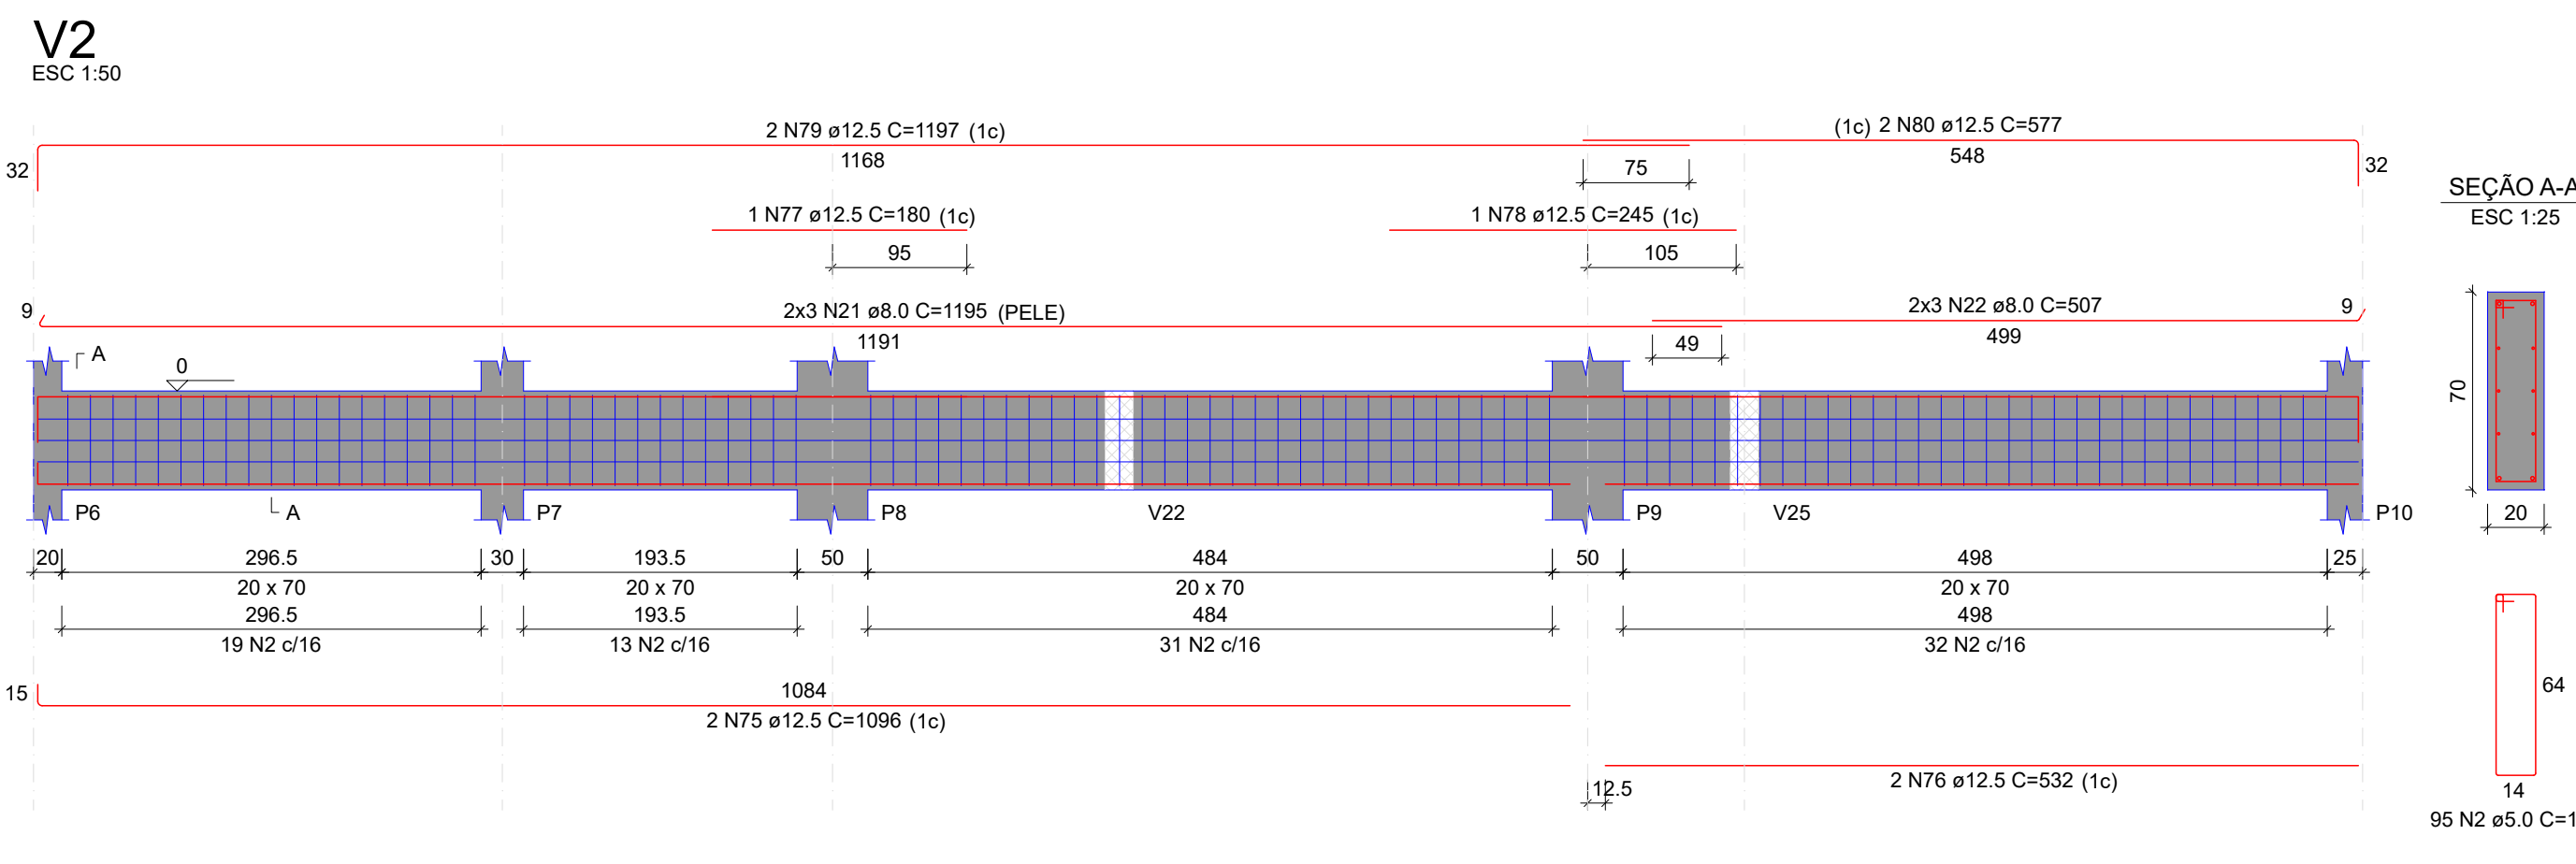 V2
ESC 1:50
2 N79 ø12.5 C=1197 (1c)
(1c) 2 N80 ø12.5 C=577
32
1168
548
32
75
1 N77 ø12.5 C=180 (1c)
1 N78 ø12.5 C=245 (1c)
95
105
SEÇÃO A-A
ESC 1:25
9
2x3 N21 ø8.0 C=1195 (PELE)
2x3 N22 ø8.0 C=507
9
1191
49
499
A
0
70
20
P6
A
P7
P8
V22
P9
V25
P10
20
296.5
30
193.5
50
484
50
498
25
20 x 70
20 x 70
20 x 70
20 x 70
296.5
193.5
484
498
19 N2 c/16
13 N2 c/16
31 N2 c/16
32 N2 c/16
15
1084
2 N75 ø12.5 C=1096 (1c)
12.5
2 N76 ø12.5 C=532 (1c)
64
14
95 N2 ø5.0 C=1